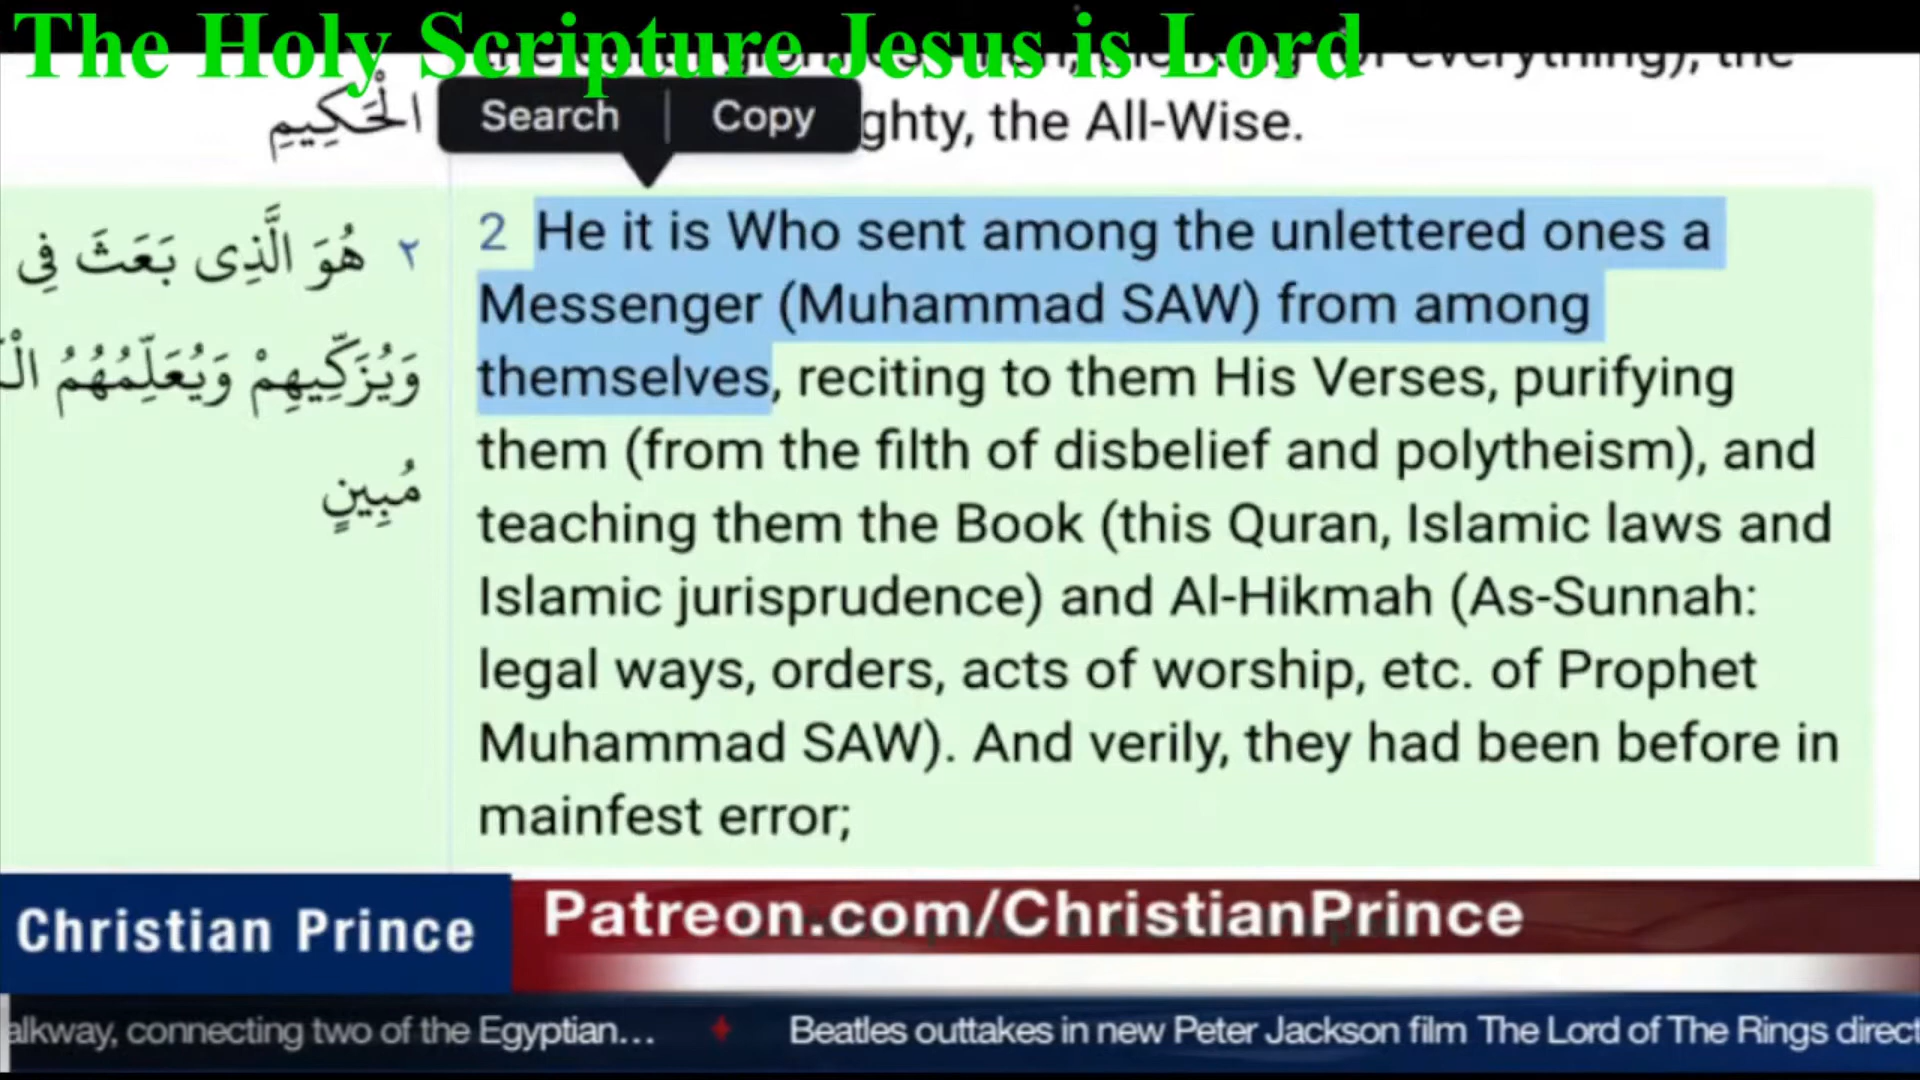 The Holy Scripture Jesus is Lord
everything), the
الْحَكِيمِ
Search
Copy
ghty, the All-Wise.
٢ هُوَ الَّذِى بَعَثَ فِى
وَيُزَكِّيهِمْ وَيُعَلِّمُهُمُ
مُبِينٍ
2 He it is Who sent among the unlettered ones a
Messenger (Muhammad SAW) from among
themselves, reciting to them His Verses, purifying
them (from the filth of disbelief and polytheism), and
teaching them the Book (this Quran, Islamic laws and
Islamic jurisprudence) and Al-Hikmah (As-Sunnah:
legal ways, orders, acts of worship, etc. of Prophet
Muhammad SAW). And verily, they had been before in
mainfest error;
Christian Prince
Patreon.com/ChristianPrince
alkway, connecting two of the Egyptian...
Beatles outtakes in new Peter Jackson film The Lord of The Rings direct